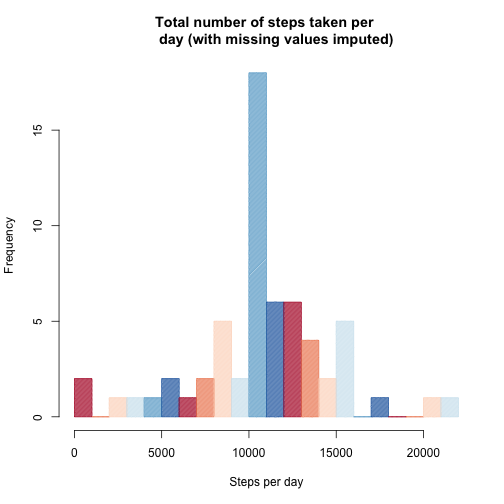 Total number of steps taken per
day (with missing values imputed)
Frequency
15
10
5
0
0 5000 10000 15000 20000
Steps per day